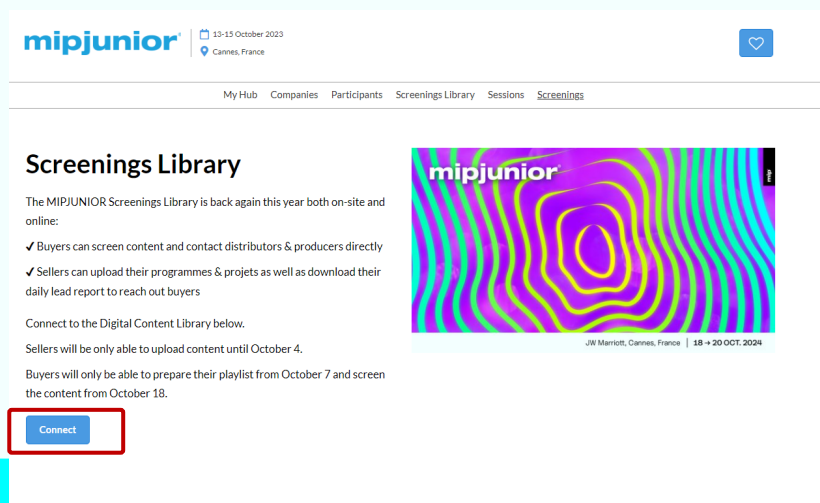 mipjunior
13-15 October 2023
Cannes, France
My Hub Companies Participants Screenings Library Sessions Screenings
Screenings Library
The MIPJUNIOR Screenings Library is back again this year both on-site and
online:
✔ Buyers can screen content and contact distributors & producers directly
✔ Sellers can upload their programmes & projets as well as download their
daily lead report to reach out buyers
Connect to the Digital Content Library below.
Sellers will be only able to upload content until October 4.
Buyers will only be able to prepare their playlist from October 7 and screen
the content from October 18.
Connect
mipjunior
mip
JW Marriott, Cannes, France | 18 → 20 OCT. 2024